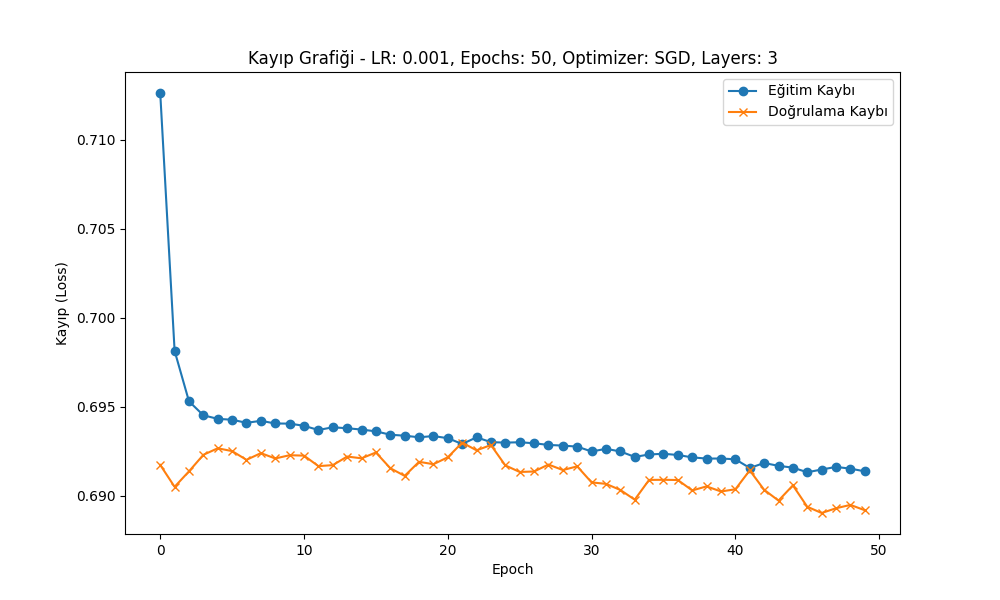 Kayıp Grafiği - LR: 0.001, Epochs: 50, Optimizer: SGD, Layers: 3
Eğitim Kaybı
Doğrulama Kaybı
Kayıp (Loss)
0.710
0.705
0.700
0.695
0.690
0 10 20 30 40 50
Epoch